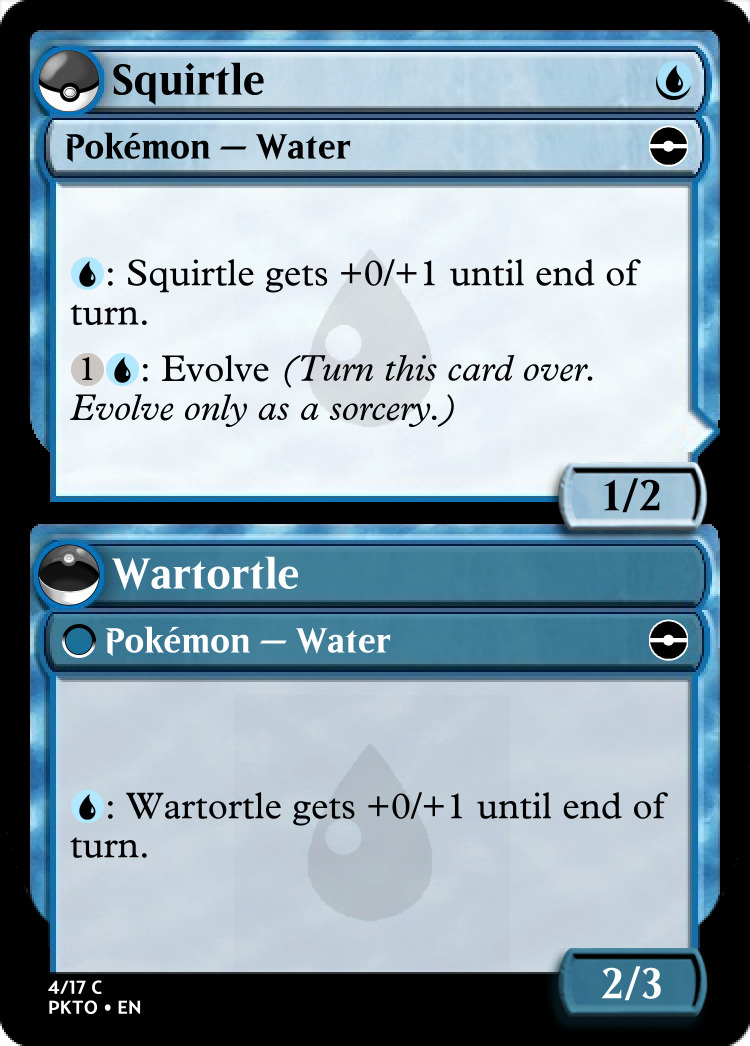 Squirtle
Pokémon — Water
: Squirtle gets +0/+1 until end of
turn.
1 : Evolve (Turn this card over.
Evolve only as a sorcery.)
1/2
Wartortle
Pokémon — Water
: Wartortle gets +0/+1 until end of
turn.
2/3
4/17 C
PKTO • EN